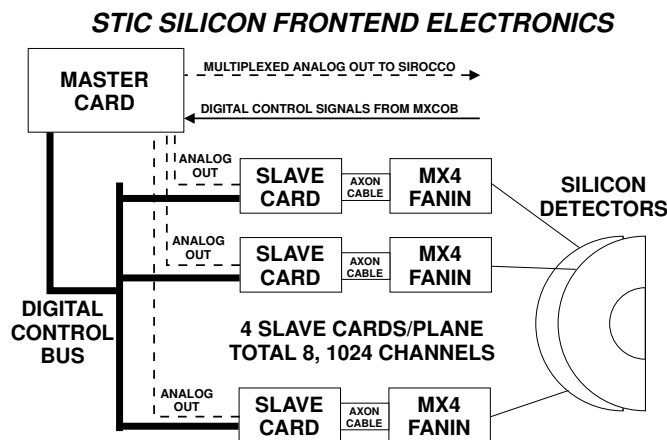 STIC SILICON FRONTEND ELECTRONICS
MASTER
CARD
MULTIPLEXED ANALOG OUT TO SIROCCO
DIGITAL CONTROL SIGNALS FROM MXCOB
ANALOG
OUT
SLAVE
CARD
AXON
CABLE
MX4
FANIN
SILICON
DETECTORS
ANALOG
OUT
SLAVE
CARD
AXON
CABLE
MX4
FANIN
DIGITAL
CONTROL
BUS
4 SLAVE CARDS/PLANE
TOTAL 8, 1024 CHANNELS
ANALOG
OUT
SLAVE
CARD
AXON
CABLE
MX4
FANIN